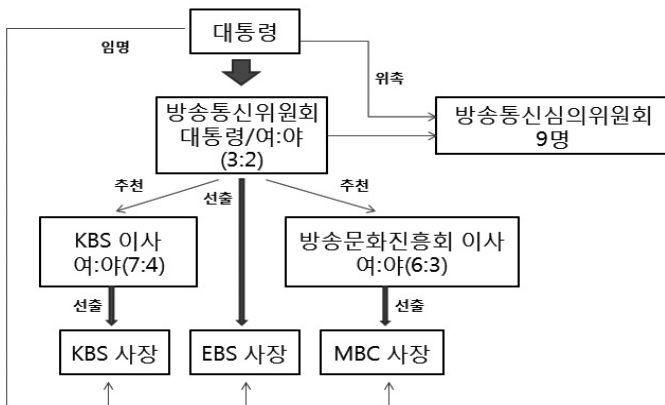 대통령
임명
위촉
방송통신위원회
대통령/여:야
(3:2)
방송통신심의위원회
9명
추천
선출
추천
KBS 이사
여:야(7:4)
방송문화진흥회 이사
여:야(6:3)
선출
선출
KBS 사장
EBS 사장
MBC 사장